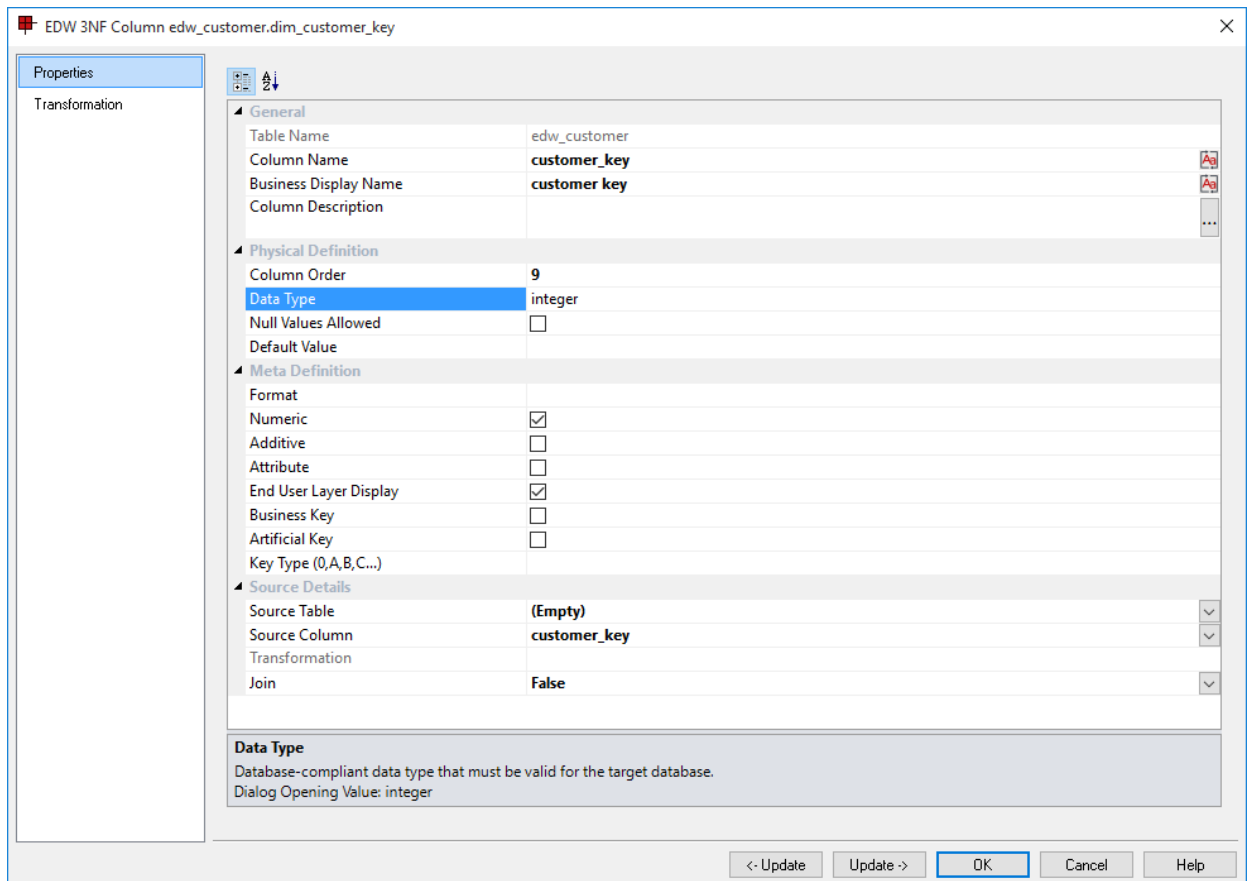 EDW 3NF Column edw_customer.dim_customer_key
Properties
Transformation
General
Table Name edw_customer
Column Name customer_key
Business Display Name customer key
Column Description
...
Physical Definition
Column Order 9
Data Type integer
Null Values Allowed
Default Value
Meta Definition
Format
Numeric
Additive
Attribute
End User Layer Display
Business Key
Artificial Key
Key Type (0,A,B,C...)
Source Details
Source Table (Empty)
Source Column customer_key
Transformation
Join False
Data Type
Database-compliant data type that must be valid for the target database.
Dialog Opening Value: integer
<- Update Update -> OK Cancel Help